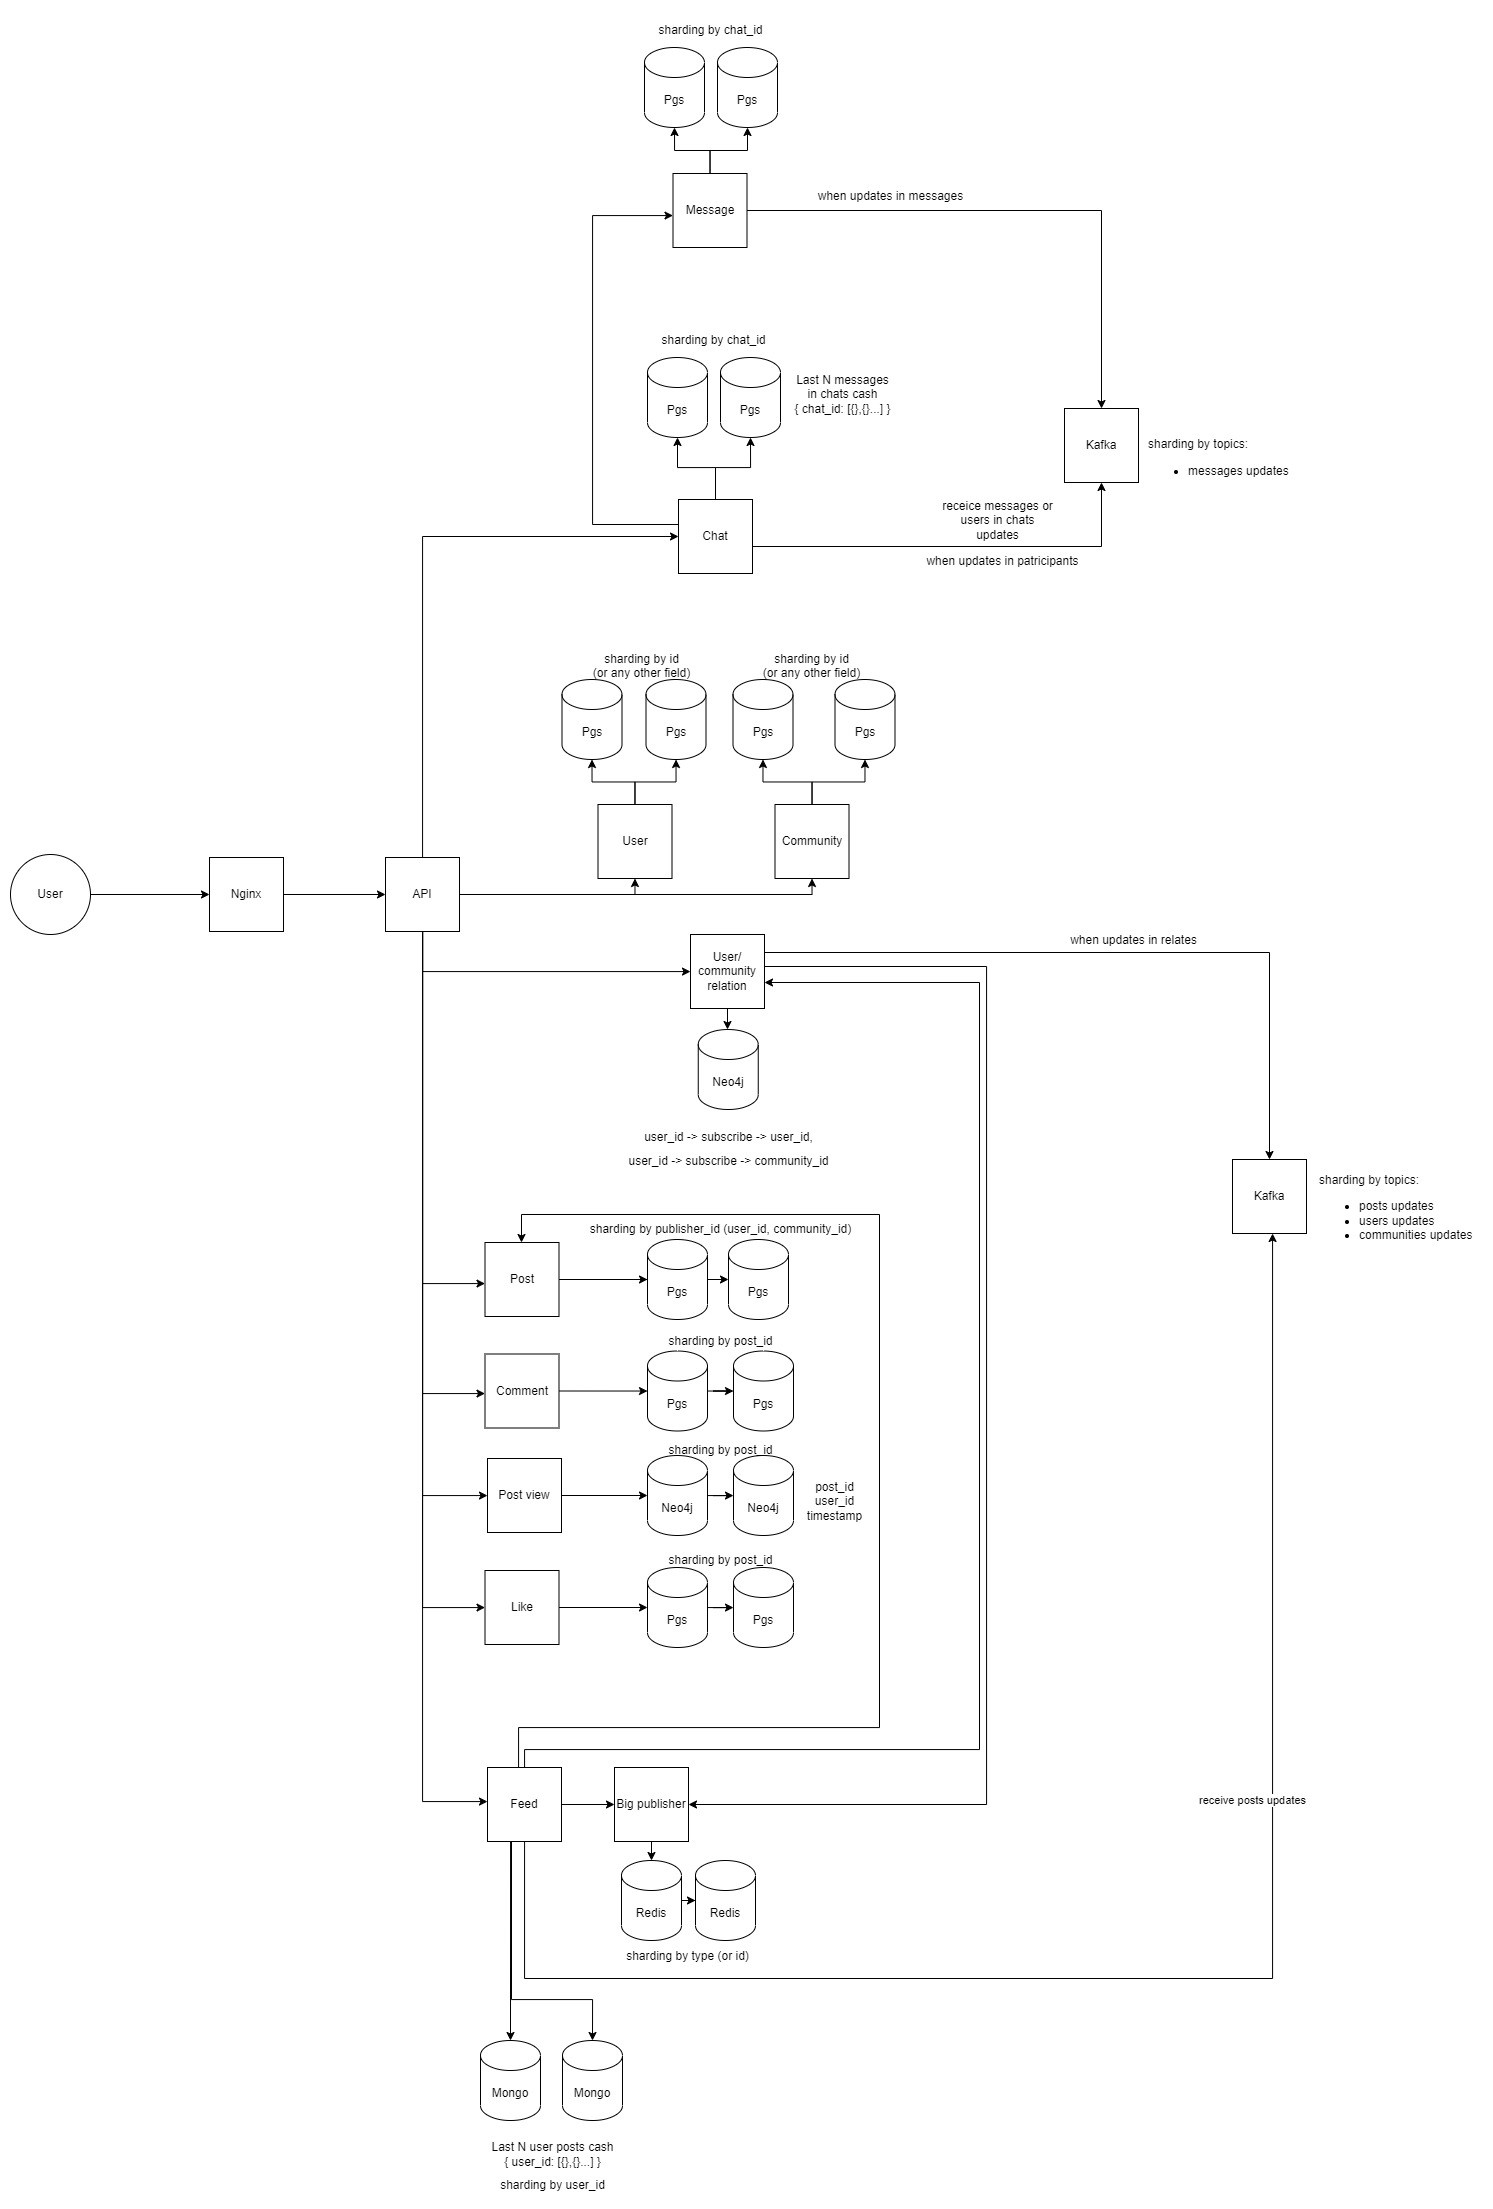 sharding by chat_id
Pgs
Pgs
Message
when updates in messages
sharding by chat_id
Pgs
Pgs
Last N messages
in chats cash
{ chat_id: [{},{}...] }
Kafka
sharding by topics:
messages updates
Chat
receice messages or
users in chats
updates
when updates in patricipants
sharding by id
(or any other field)
sharding by id
(or any other field)
Pgs
Pgs
Pgs
Pgs
User
Community
User
Nginx
API
User/
community
relation
when updates in relates
Neo4j
user_id -> subscribe -> user_id,
user_id -> subscribe -> community_id
Kafka
sharding by topics:
posts updates
users updates
communities updates
sharding by publisher_id (user_id, community_id)
Post
Pgs
Pgs
sharding by post_id
Comment
Pgs
Pgs
sharding by post_id
Post view
Neo4j
Neo4j
post_id
user_id
timestamp
sharding by post_id
Like
Pgs
Pgs
Feed
Big publisher
receive posts updates
Redis
Redis
sharding by type (or id)
Mongo
Mongo
Last N user posts cash
{ user_id: [{},{}...] }
sharding by user_id